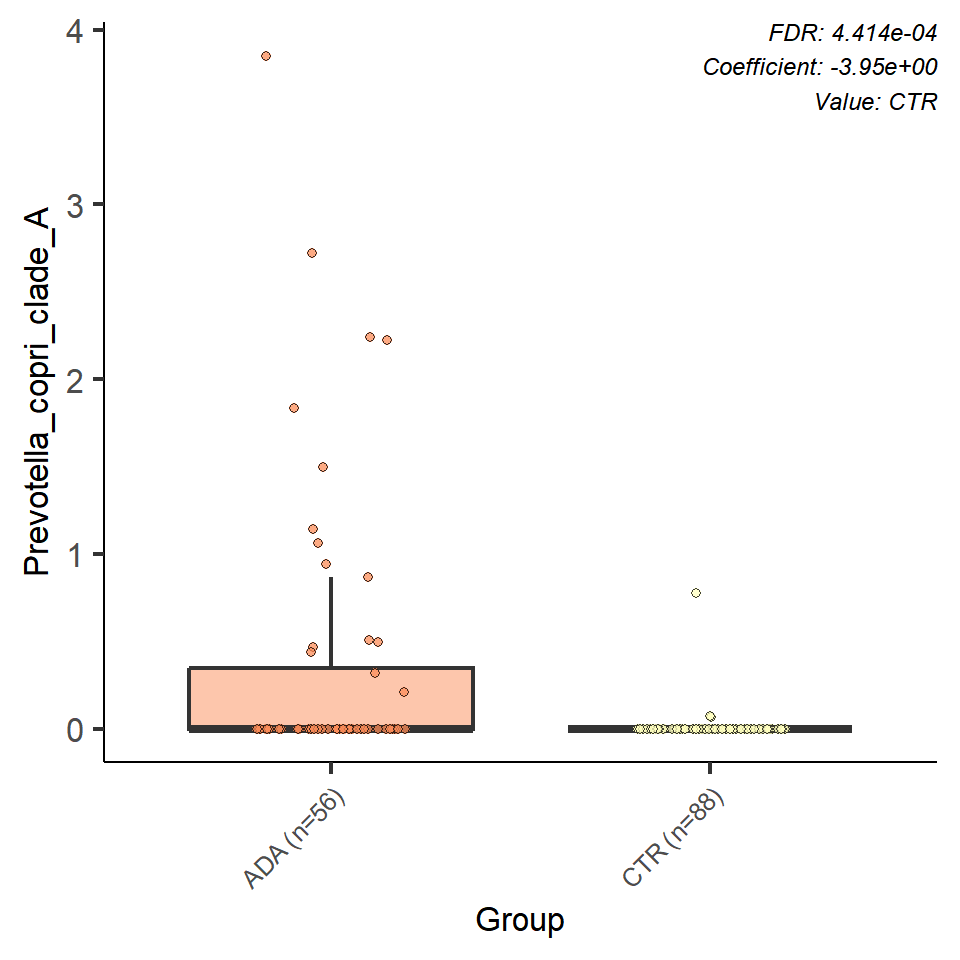 FDR: 4.414e-04
Coefficient: -3.95e+00
Value: CTR
4
3
2
1
0
Prevotella_copri_clade_A
ADA (n=56)
CTR (n=88)
Group